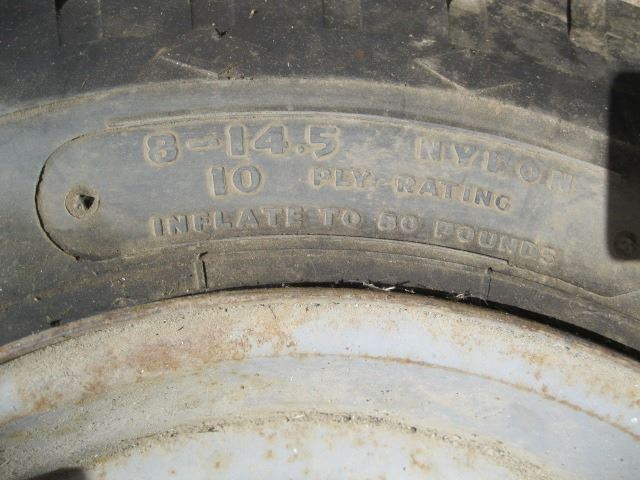 8-14.5 NYLON
10 PLY-RATING
INFLATE TO 60 POUNDS